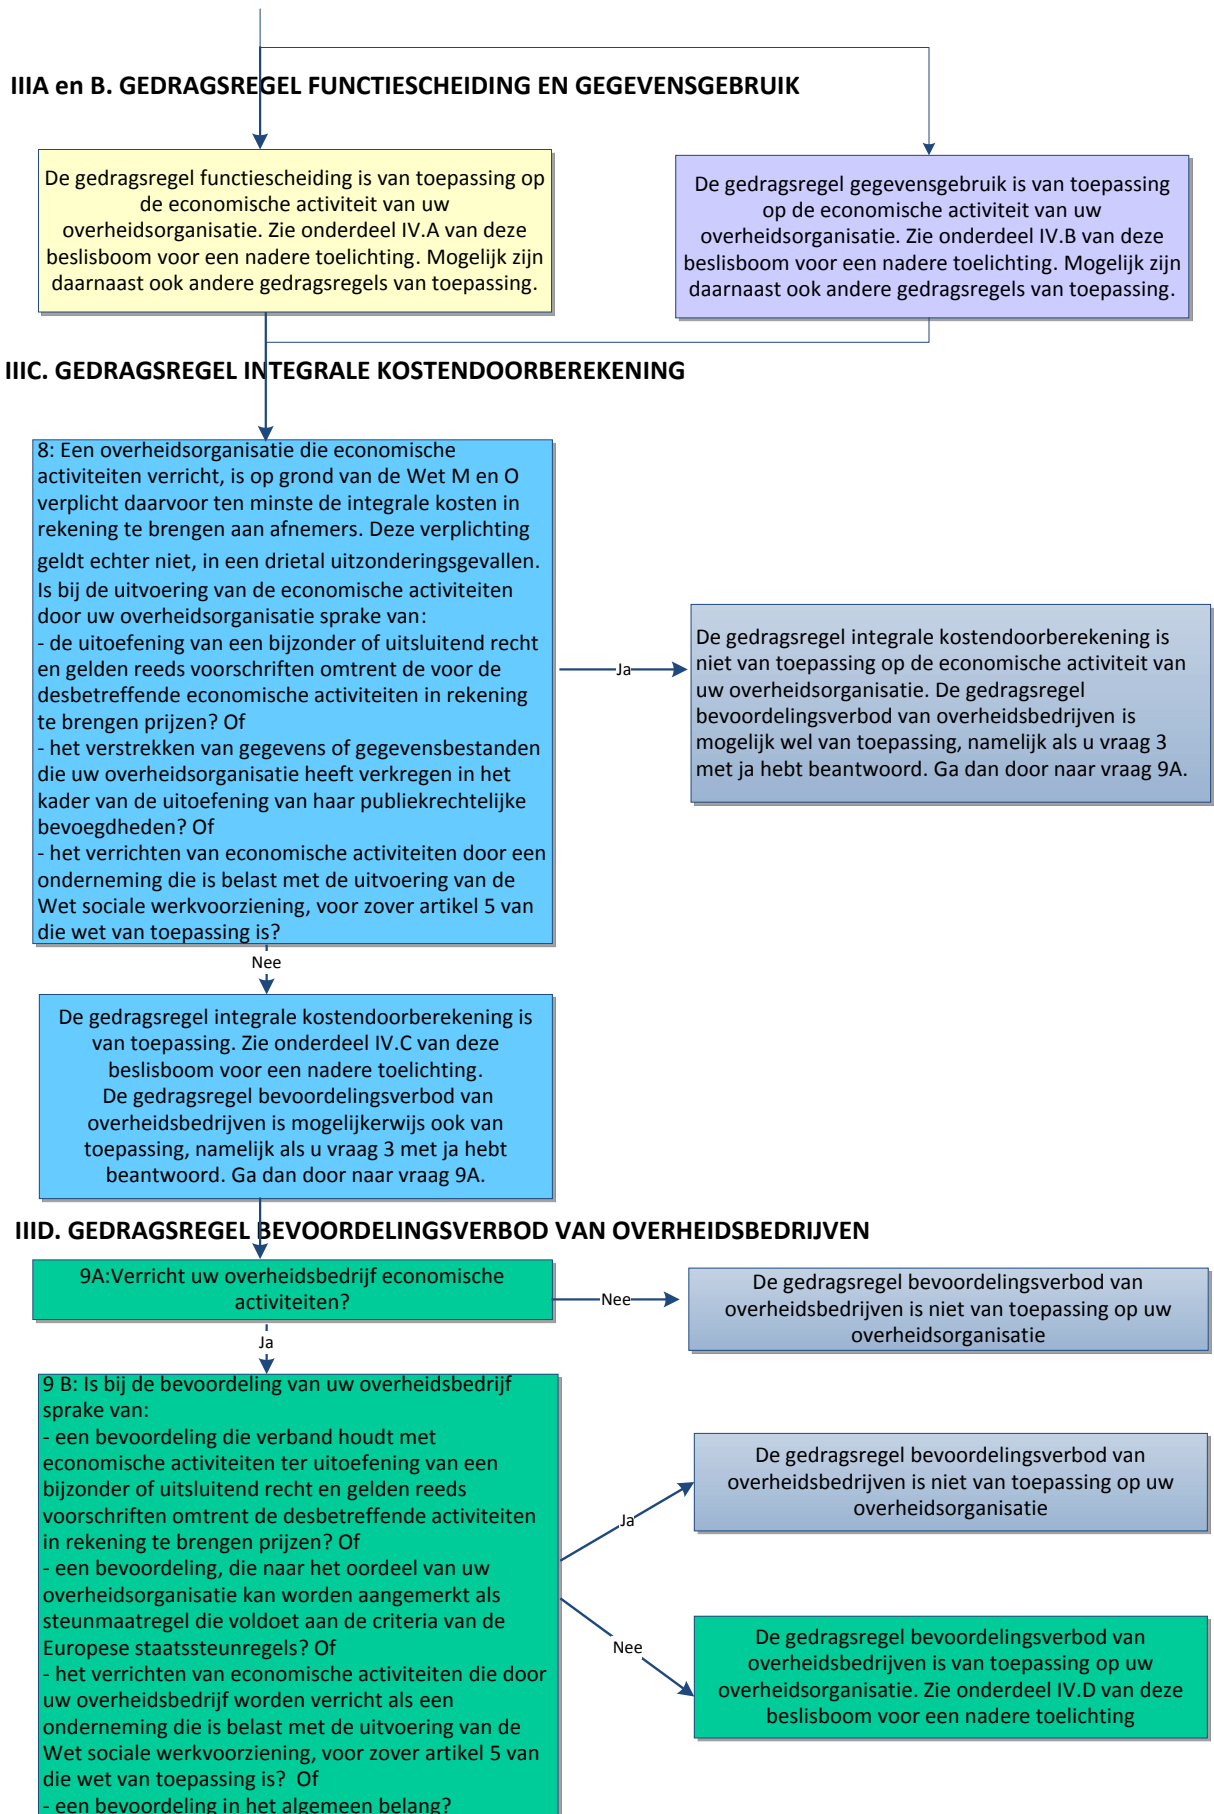 IIIA en B. GEDRAGSREGEL FUNCTIESCHEIDING EN GEGEVENSGEBRUIK
De gedragsregel functiescheiding is van toepassing op
de economische activiteit van uw
overheidsorganisatie. Zie onderdeel IV.A van deze
beslisboom voor een nadere toelichting. Mogelijk zijn
daarnaast ook andere gedragsregels van toepassing.
De gedragsregel gegevensgebruik is van toepassing
op de economische activiteit van uw
overheidsorganisatie. Zie onderdeel IV.B van deze
beslisboom voor een nadere toelichting. Mogelijk zijn
daarnaast ook andere gedragsregels van toepassing.
IIIC. GEDRAGSREGEL INTEGRALE KOSTENDOORBEREKENING
8: Een overheidsorganisatie die economische
activiteiten verricht, is op grond van de Wet M en O
verplicht daarvoor ten minste de integrale kosten in
rekening te brengen aan afnemers. Deze verplichting
geldt echter niet, in een drietal uitzonderingsgevallen.
Is bij de uitvoering van de economische activiteiten
door uw overheidsorganisatie sprake van:
- de uitoefening van een bijzonder of uitsluitend recht
en gelden reeds voorschriften omtrent de voor de
desbetreffende economische activiteiten in rekening
te brengen prijzen? Of
- het verstrekken van gegevens of gegevensbestanden
die uw overheidsorganisatie heeft verkregen in het
kader van de uitoefening van haar publiekrechtelijke
bevoegdheden? Of
- het verrichten van economische activiteiten door een
onderneming die is belast met de uitvoering van de
Wet sociale werkvoorziening, voor zover artikel 5 van
die wet van toepassing is?
Ja
De gedragsregel integrale kostendoorberekening is
niet van toepassing op de economische activiteit van
uw overheidsorganisatie. De gedragsregel
bevoordelingsverbod van overheidsbedrijven is
mogelijk wel van toepassing, namelijk als u vraag 3
met ja hebt beantwoord. Ga dan door naar vraag 9A.
Nee
De gedragsregel integrale kostendoorberekening is
van toepassing. Zie onderdeel IV.C van deze
beslisboom voor een nadere toelichting.
De gedragsregel bevoordelingsverbod van
overheidsbedrijven is mogelijkerwijs ook van
toepassing, namelijk als u vraag 3 met ja hebt
beantwoord. Ga dan door naar vraag 9A.
IIID. GEDRAGSREGEL BEVOORDELINGSVERBOD VAN OVERHEIDSBEDRIJVEN
9A:Verricht uw overheidsbedrijf economische
activiteiten?
Nee
De gedragsregel bevoordelingsverbod van
overheidsbedrijven is niet van toepassing op uw
overheidsorganisatie
Ja
9 B: Is bij de bevoordeling van uw overheidsbedrijf
sprake van:
- een bevoordeling die verband houdt met
economische activiteiten ter uitoefening van een
bijzonder of uitsluitend recht en gelden reeds
voorschriften omtrent de desbetreffende activiteiten
in rekening te brengen prijzen? Of
- een bevoordeling, die naar het oordeel van uw
overheidsorganisatie kan worden aangemerkt als
steunmaatregel die voldoet aan de criteria van de
Europese staatssteunregels? Of
- het verrichten van economische activiteiten die door
uw overheidsbedrijf worden verricht als een
onderneming die is belast met de uitvoering van de
Wet sociale werkvoorziening, voor zover artikel 5 van
die wet van toepassing is? Of
- een bevoordeling in het algemeen belang?
Ja
De gedragsregel bevoordelingsverbod van
overheidsbedrijven is niet van toepassing op uw
overheidsorganisatie
Nee
De gedragsregel bevoordelingsverbod van
overheidsbedrijven is van toepassing op uw
overheidsorganisatie. Zie onderdeel IV.D van deze
beslisboom voor een nadere toelichting